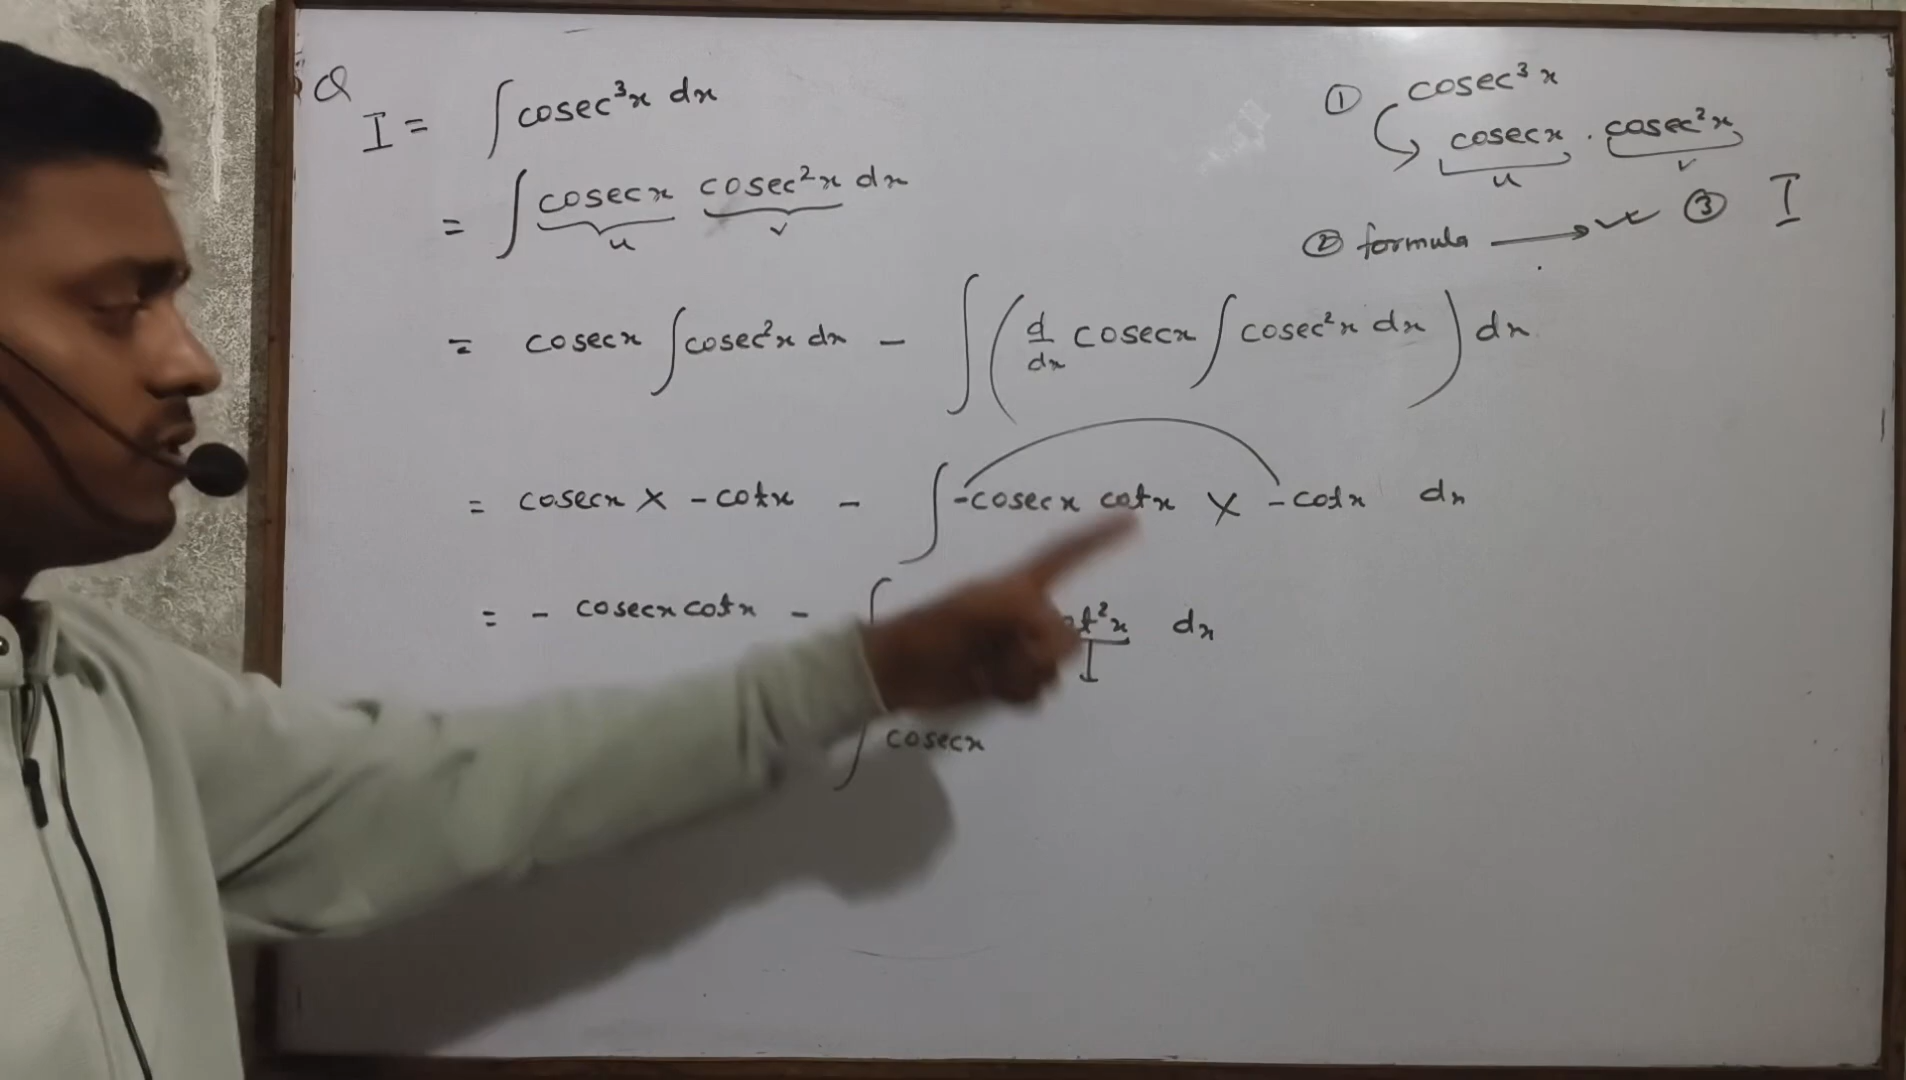 Q
I = ∫ cosec³x dx
= ∫ cosecx cosec²x dx
u v
= cosecx ∫ cosec²x dx - ∫ ( d/dx cosecx ∫ cosec²x dx ) dx
= cosecx × - cotx - ∫ -cosecx cotx × - cotx dx
= - cosecx cotx - ∫ t²x dx
I
∫ cosecx
① cosec³x
cosecx . cosec²x
u v
② formula → ③ I